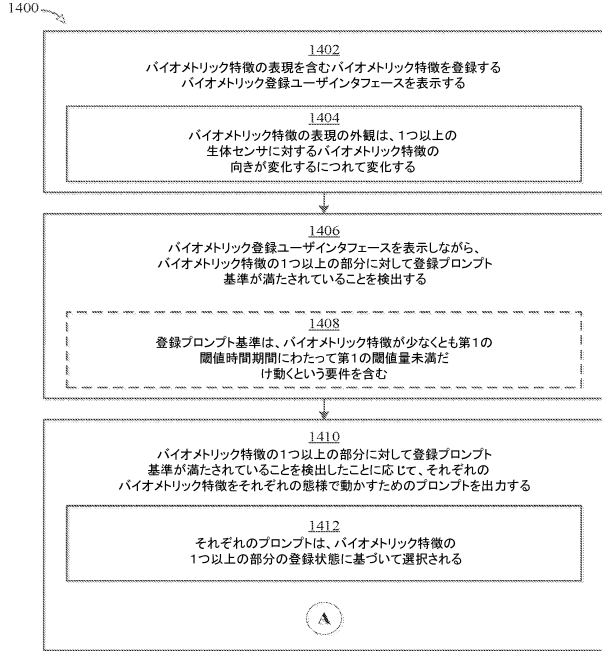 1400
1402
バイオメトリック特徴の表現を含むバイオメトリック特徴を登録する
バイオメトリック登録ユーザインタフェースを表示する
1404
バイオメトリック特徴の表現の外観は、1つ以上の
生体センサに対するバイオメトリック特徴の
向きが変化するにつれて変化する
1406
バイオメトリック登録ユーザインタフェースを表示しながら、
バイオメトリック特徴の1つ以上の部分に対して登録プロンプト
基準が満たされていることを検出する
1408
登録プロンプト基準は、バイオメトリック特徴が少なくとも第1の
閾値時間期間にわたって第1の閾値量未満だ
け動くという要件を含む
1410
バイオメトリック特徴の1つ以上の部分に対して登録プロンプト
基準が満たされていることを検出したことに応じて、それぞれの
バイオメトリック特徴をそれぞれの態様で動かすためのプロンプトを出力する
1412
それぞれのプロンプトは、バイオメトリック特徴の
1つ以上の部分の登録状態に基づいて選択される
A